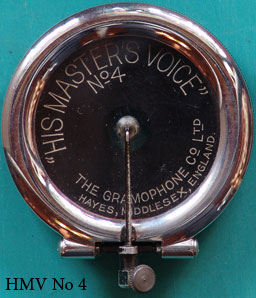 "HIS MASTER'S VOICE"
No 4
THE GRAMOPHONE Co LTD
HAYES, MIDDLESEX, ENGLAND.
HMV No 4